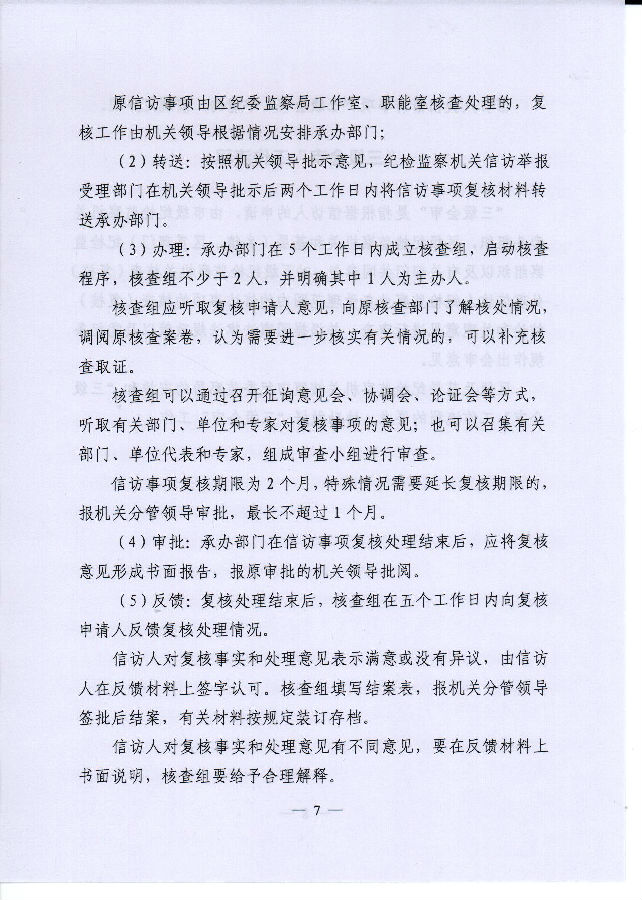 原信访事项由区纪委监察局工作室、职能室核查处理的，复
核工作由机关领导根据情况安排承办部门；
（2）转送：按照机关领导批示意见，纪检监察机关信访举报
受理部门在机关领导批示后两个工作日内将信访事项复核材料转
送承办部门。
（3）办理：承办部门在 5 个工作日内成立核查组，启动核查
程序，核查组不少于 2 人，并明确其中 1 人为主办人。
核查组应听取复核申请人意见，向原核查部门了解核处情况，
调阅原核查案卷，认为需要进一步核实有关情况的，可以补充核
查取证。
核查组可以通过召开征询意见会、协调会、论证会等方式，
听取有关部门、单位和专家对复核事项的意见；也可以召集有关
部门、单位代表和专家，组成审查小组进行审查。
信访事项复核期限为 2 个月，特殊情况需要延长复核期限的，
报机关分管领导审批，最长不超过 1 个月。
（4）审批：承办部门在信访事项复核处理结束后，应将复核
意见形成书面报告，报原审批的机关领导批阅。
（5）反馈：复核处理结束后，核查组在五个工作日内向复核
申请人反馈复核处理情况。
信访人对复核事实和处理意见表示满意或没有异议，由信访
人在反馈材料上签字认可。核查组填写结案表，报机关分管领导
签批后结案，有关材料按规定装订存档。
信访人对复核事实和处理意见有不同意见，要在反馈材料上
书面说明，核查组要给予合理解释。
— 7 —